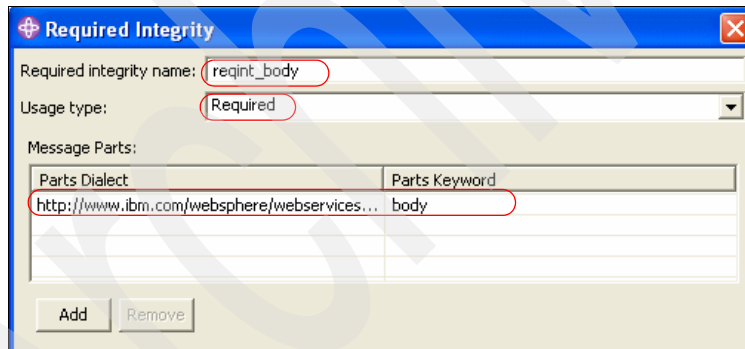 Required Integrity
Required integrity name: reqint_body
Usage type: Required
Message Parts:
Parts Dialect Parts Keyword
http://www.ibm.com/websphere/webservices... body
Add Remove